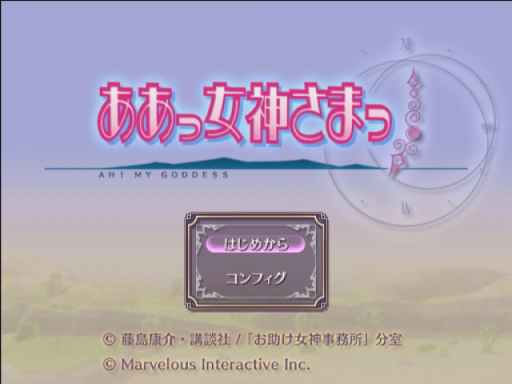 ああっ女神さまっ
AH! MY GODDESS
はじめから
コンフィグ
© 藤島康介・講談社 /「お助け女神事務所」分室
© Marvelous Interactive Inc.